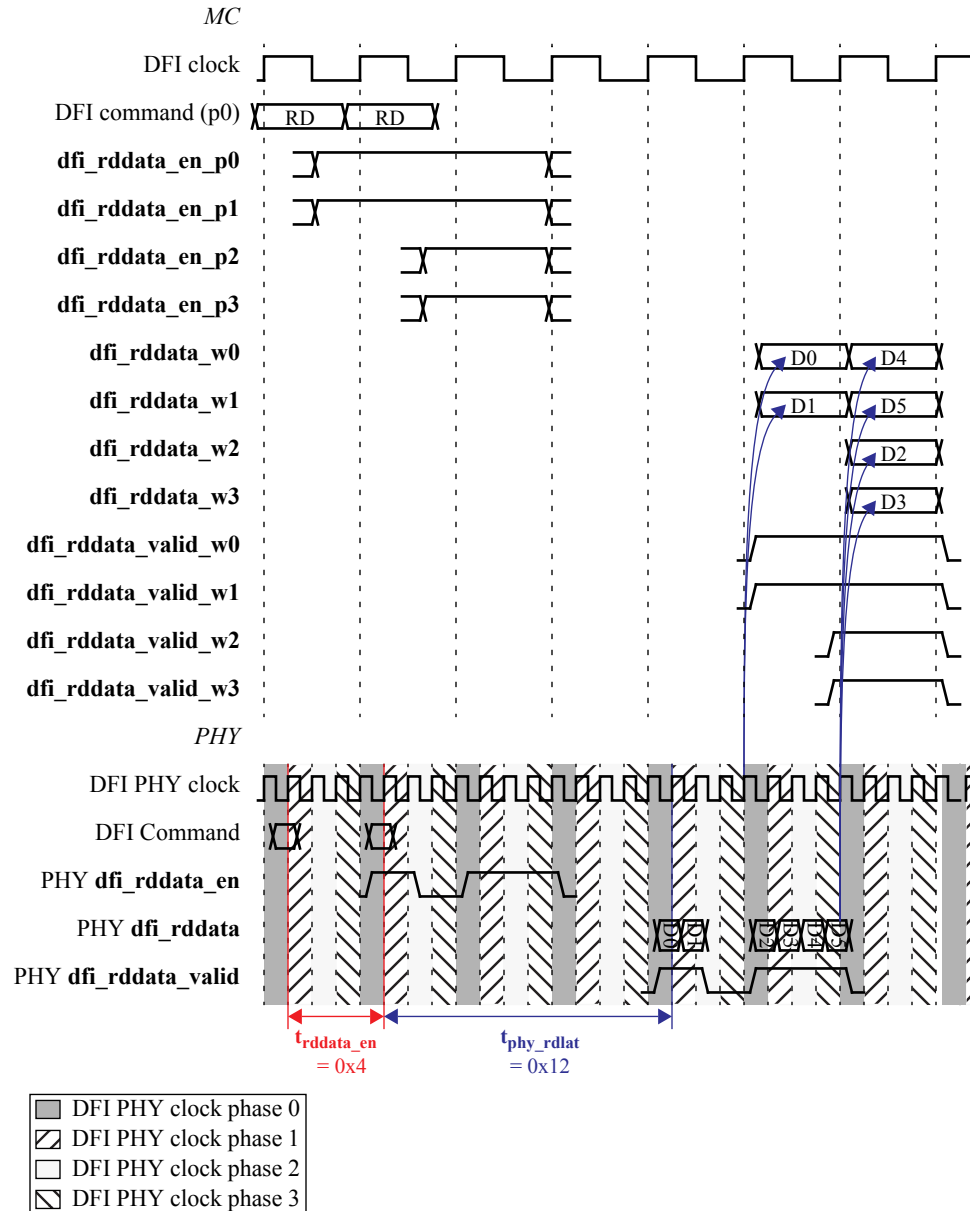 MC
DFI clock
DFI command (p0) RD RD
dfi_rddata_en_p0
dfi_rddata_en_p1
dfi_rddata_en_p2
dfi_rddata_en_p3
dfi_rddata_w0 D0 D4
dfi_rddata_w1 D1 D5
dfi_rddata_w2 D2
dfi_rddata_w3 D3
dfi_rddata_valid_w0
dfi_rddata_valid_w1
dfi_rddata_valid_w2
dfi_rddata_valid_w3
PHY
DFI PHY clock
DFI Command
PHY dfi_rddata_en
PHY dfi_rddata D0 D1 D2 D3 D4 D5
PHY dfi_rddata_valid
trddata_en tphy_rdlat
= 0x4 = 0x12
DFI PHY clock phase 0
DFI PHY clock phase 1
DFI PHY clock phase 2
DFI PHY clock phase 3